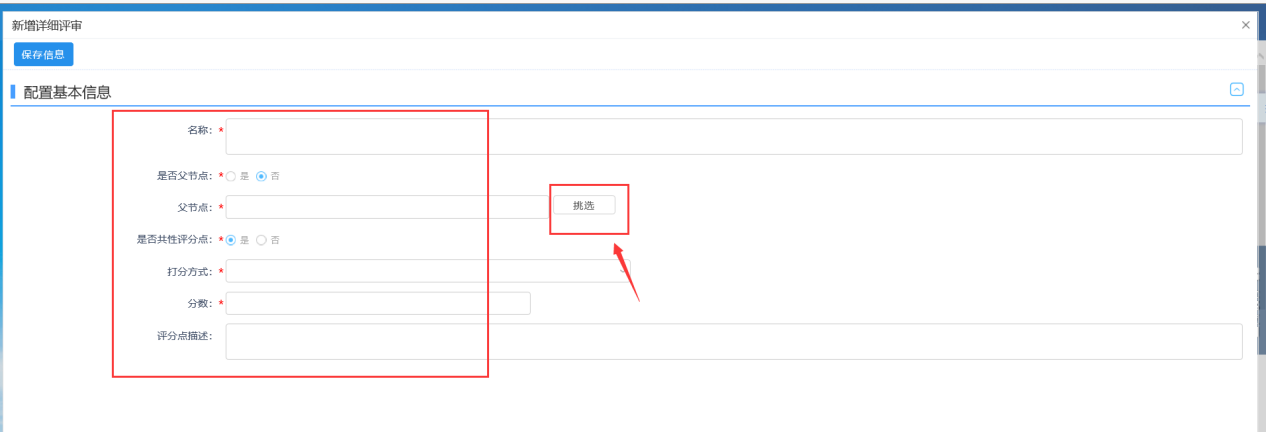 新增详细评审
保存信息
配置基本信息
名称：*
是否父节点：* 是 否
父节点：* 挑选
是否共性评分点：* 是 否
打分方式：*
分数：*
评分点描述：